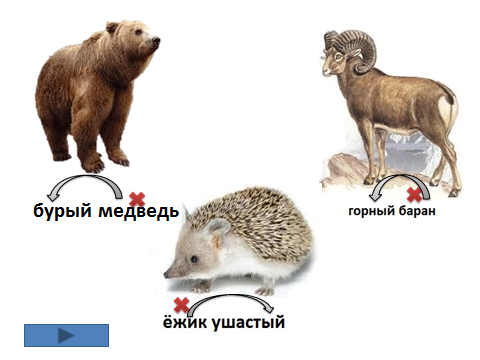 бурый медведь
горный баран
ёжик ушастый